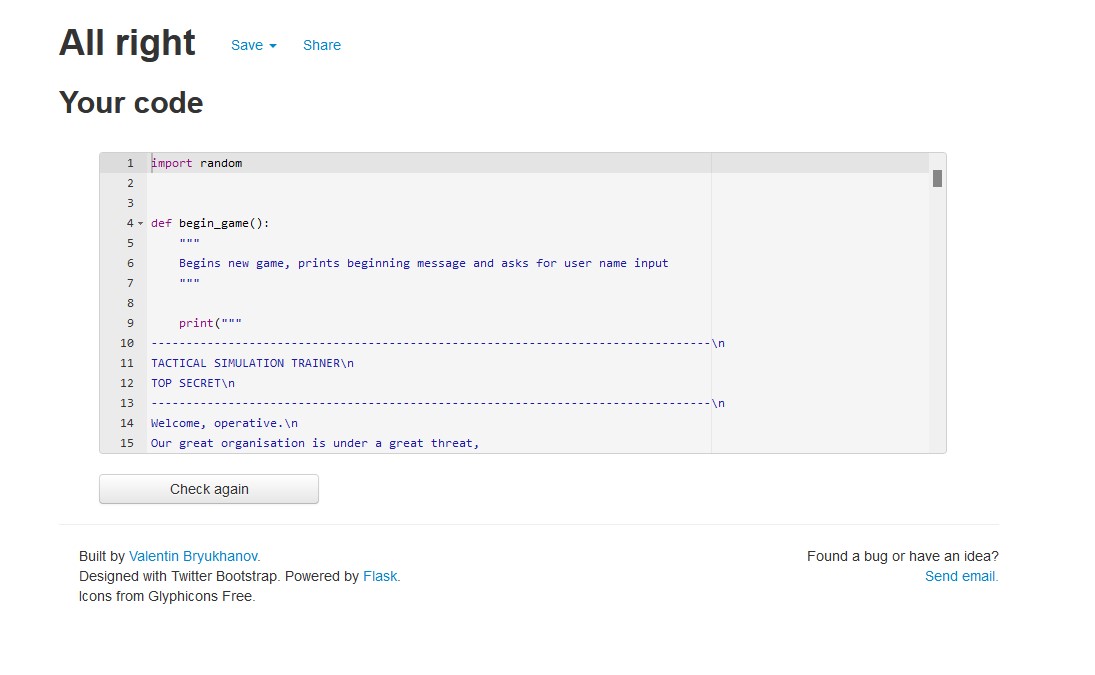 All right
Save
Share
Your code
1 import random
2
3
4 def begin_game():
5 """
6 Begins new game, prints beginning message and asks for user name input
7 """
8
9 print("""
10 --------------------------------------------------------------------------------\n
11 TACTICAL SIMULATION TRAINER\n
12 TOP SECRET\n
13 --------------------------------------------------------------------------------\n
14 Welcome, operative.\n
15 Our great organisation is under a great threat,
Check again
Built by Valentin Bryukhanov.
Designed with Twitter Bootstrap. Powered by Flask.
Icons from Glyphicons Free.
Found a bug or have an idea?
Send email.